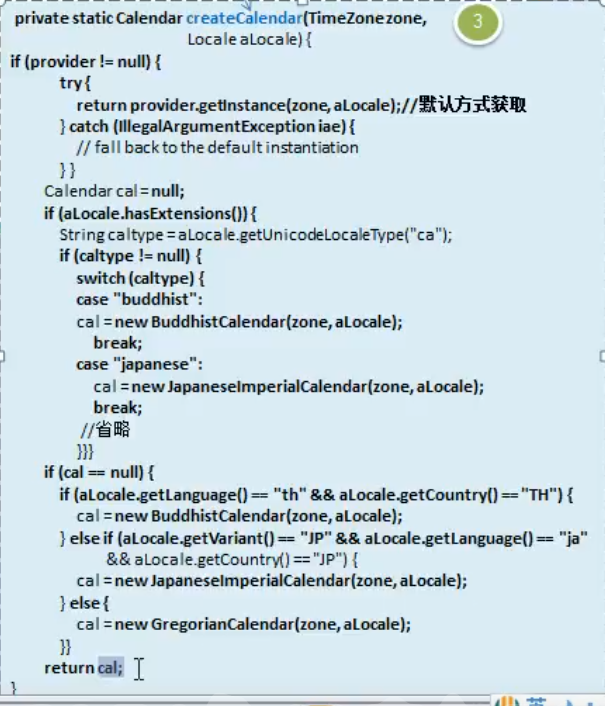 private static Calendar createCalendar(TimeZone zone,
3
Locale aLocale) {
if (provider != null) {
try {
return provider.getInstance(zone, aLocale);//默认方式获取
} catch (IllegalArgumentException iae) {
// fall back to the default instantiation
} }
Calendar cal = null;
if (aLocale.hasExtensions()) {
String caltype = aLocale.getUnicodeLocaleType("ca");
if (caltype != null) {
switch (caltype) {
case "buddhist":
cal = new BuddhistCalendar(zone, aLocale);
break;
case "japanese":
cal = new JapaneseImperialCalendar(zone, aLocale);
break;
//省略
}}}
if (cal == null) {
if (aLocale.getLanguage() == "th" && aLocale.getCountry() == "TH") {
cal = new BuddhistCalendar(zone, aLocale);
} else if (aLocale.getVariant() == "JP" && aLocale.getLanguage() == "ja"
&& aLocale.getCountry() == "JP") {
cal = new JapaneseImperialCalendar(zone, aLocale);
} else {
cal = new GregorianCalendar(zone, aLocale);
}}
return cal;
}
英